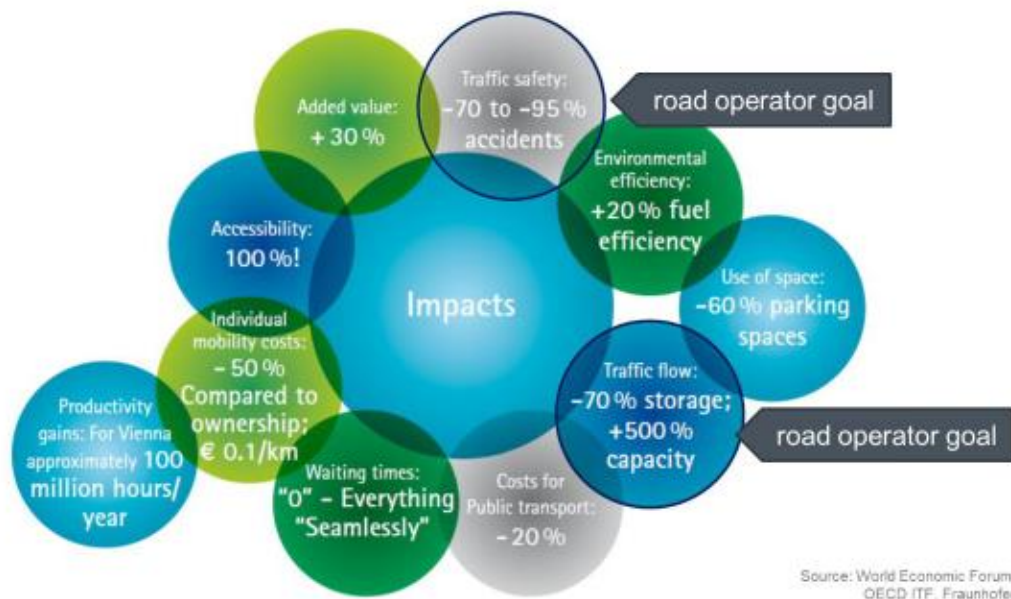 Traffic safety:
-70 to -95 %
accidents
road operator goal
Added value:
+ 30 %
Environmental
efficiency:
+20 % fuel
efficiency
Accessibility:
100 %!
Impacts
Use of space:
-60 % parking
spaces
Individual
mobility costs:
- 50 %
Compared to
ownership;
€ 0.1/km
Traffic flow:
-70 % storage;
+500 %
capacity
road operator goal
Productivity
gains: For Vienna
approximately 100
million hours/
year
Waiting times:
"0" – Everything
"Seamlessly"
Costs for
Public transport:
- 20 %
Source: World Economic Forum
OECD ITF, Fraunhofe